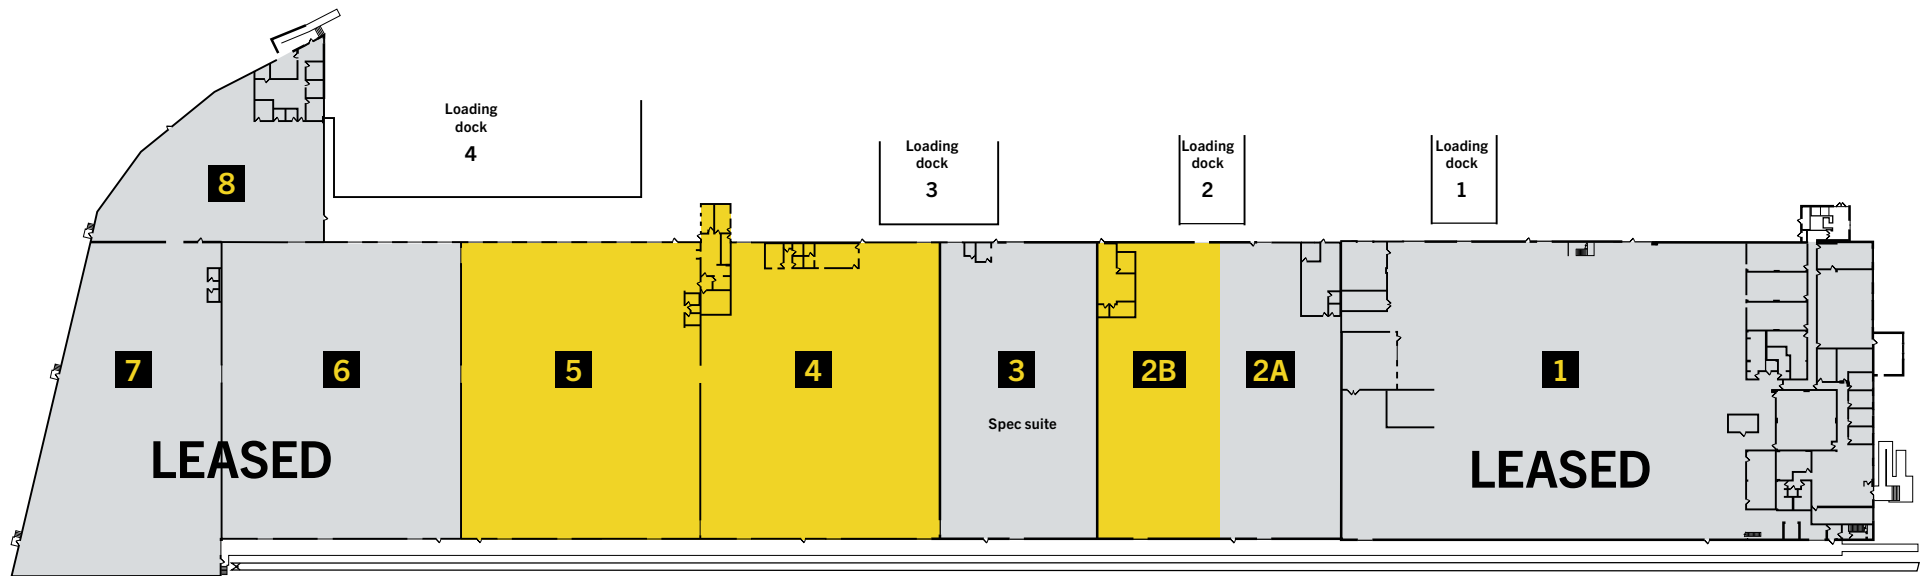 Loading
dock
4
Loading
dock
3
Loading
dock
2
Loading
dock
1
8
7
6
5
4
3
2B
2A
1
Spec suite
LEASED
LEASED